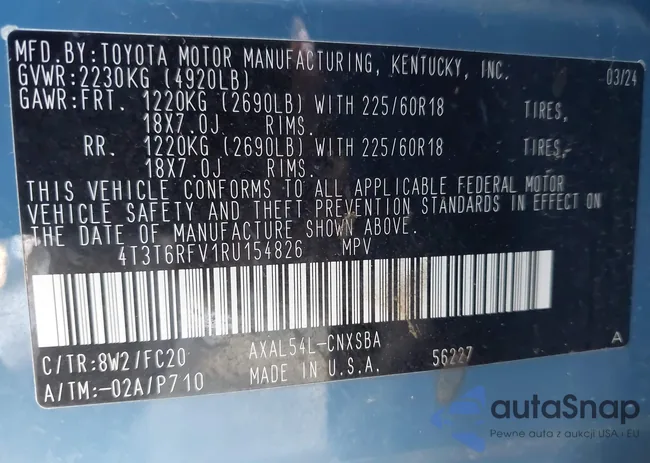 MFD.BY:TOYOTA MOTOR MANUFACTURING, KENTUCKY, INC. 03/24
GVWR:2230KG (4920LB)
GAWR:FRT. 1220KG (2690LB) WITH 225/60R18 TIRES,
18X7.0J RIMS.
RR. 1220KG (2690LB) WITH 225/60R18 TIRES,
18X7.0J RIMS.
THIS VEHICLE CONFORMS TO ALL APPLICABLE FEDERAL MOTOR
VEHICLE SAFETY AND THEFT PREVENTION STANDARDS IN EFFECT ON
THE DATE OF MANUFACTURE SHOWN ABOVE.
4T3T6RFV1RU154826 MPV
C/TR:8W2/FC20 AXAL54L-CNXSBA
A/TM:-02A/P710 MADE IN U.S.A. 56227 A
autaSnap
Pewne auta z aukcji USA i EU